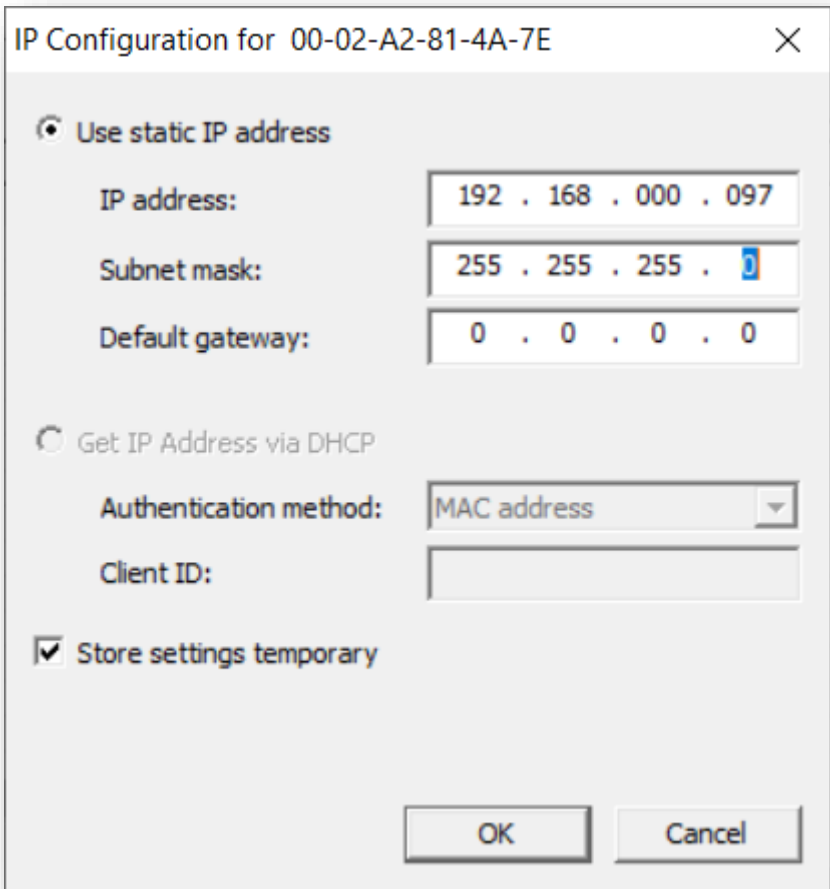 IP Configuration for 00-02-A2-81-4A-7E
Use static IP address
IP address: 192 . 168 . 000 . 097
Subnet mask: 255 . 255 . 255 . 0
Default gateway: 0 . 0 . 0 . 0
Get IP Address via DHCP
Authentication method: MAC address
Client ID:
Store settings temporary
OK Cancel